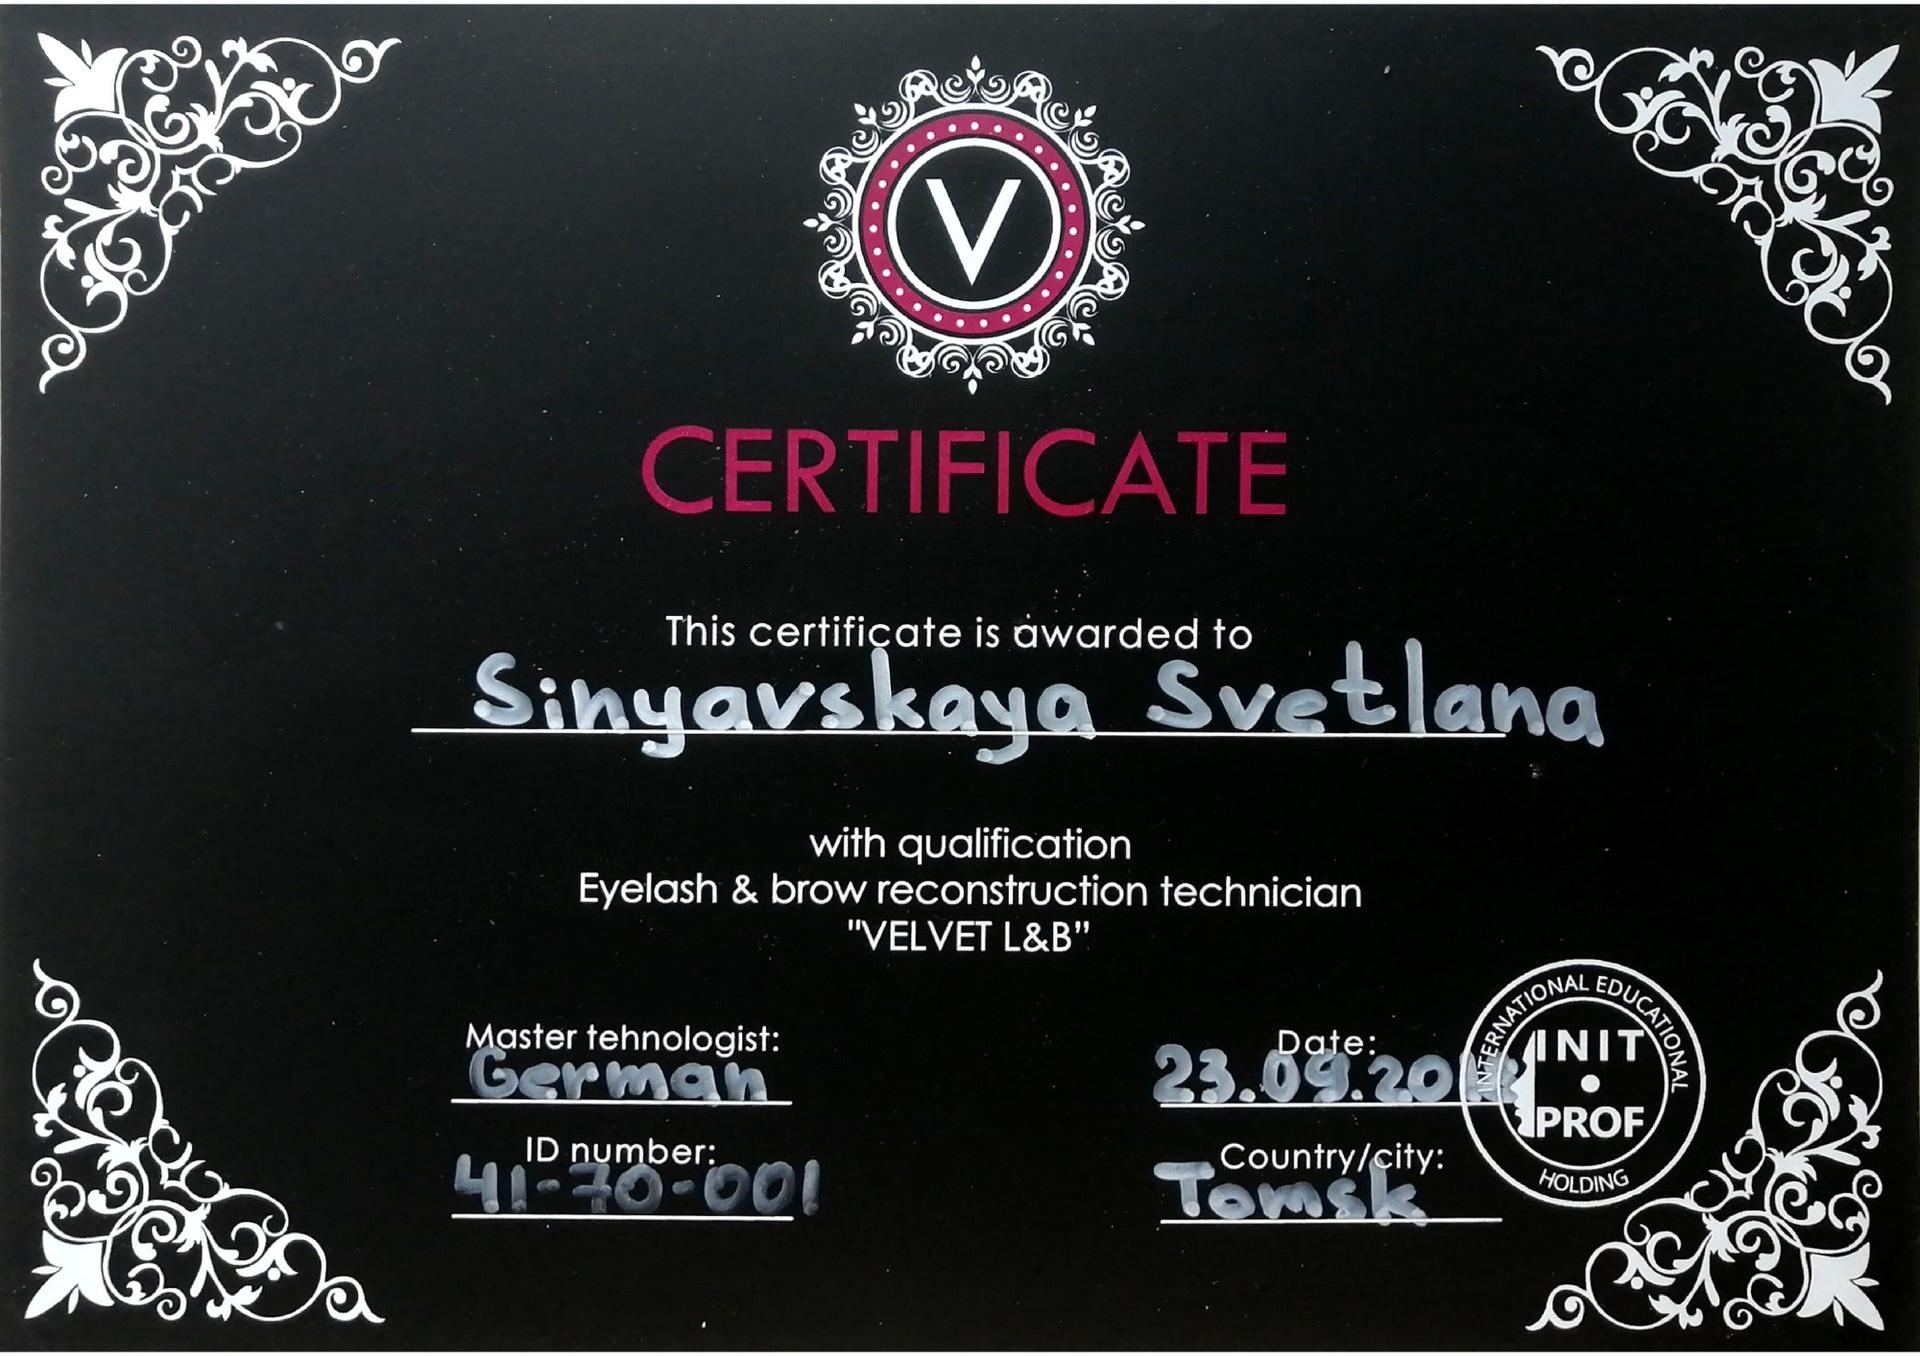 V
CERTIFICATE
This certificate is awarded to
Sinyavskaya Svetlana
with qualification
Eyelash & brow reconstruction technician
"VELVET L&B”
Master tehnologist:
German
Date:
ID number:
41-70-001
Country/city:
Tomsk
INTERNATIONAL EDUCATIONAL
INIT
PROF
HOLDING